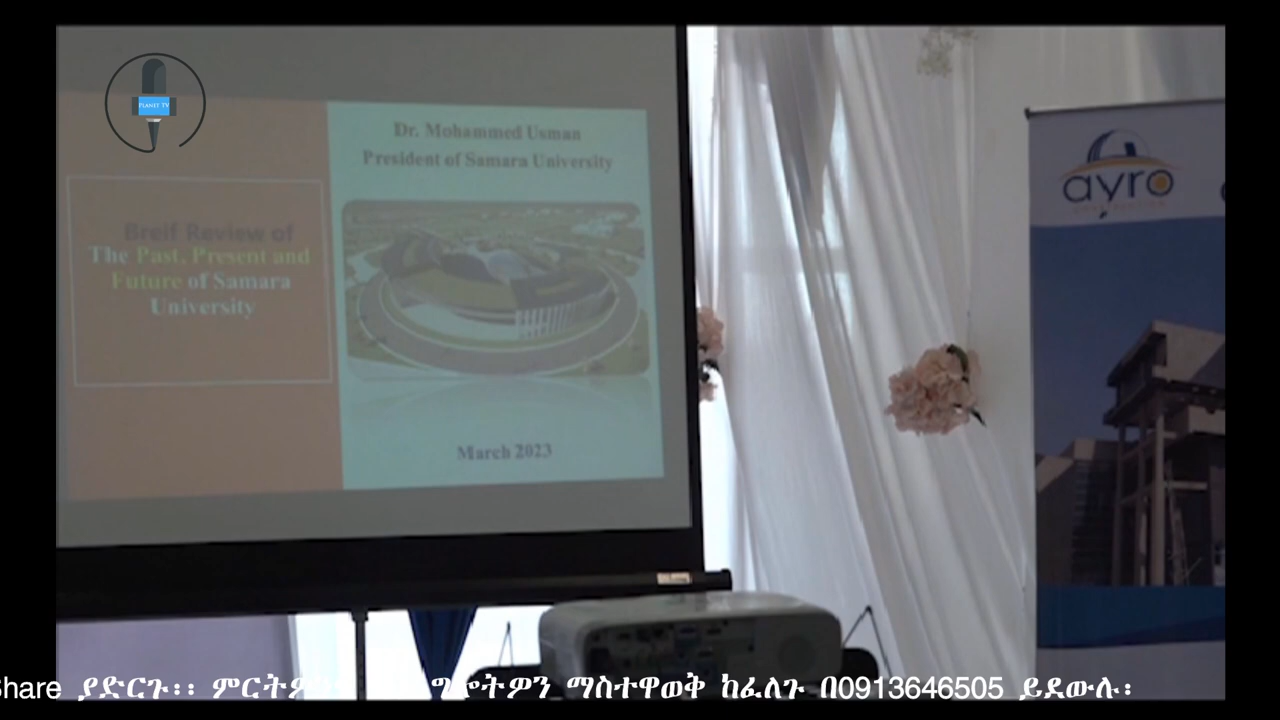 PLANET TV
Dr. Mohammed Usman
President of Samara University
Breif Review of
The Past, Present and
Future of Samara
University
March 2023
ayro
Share ያድርጉ፡፡ ማስተዋወቅ ከፈለጉ በ0913646505 ይደውሉ፡